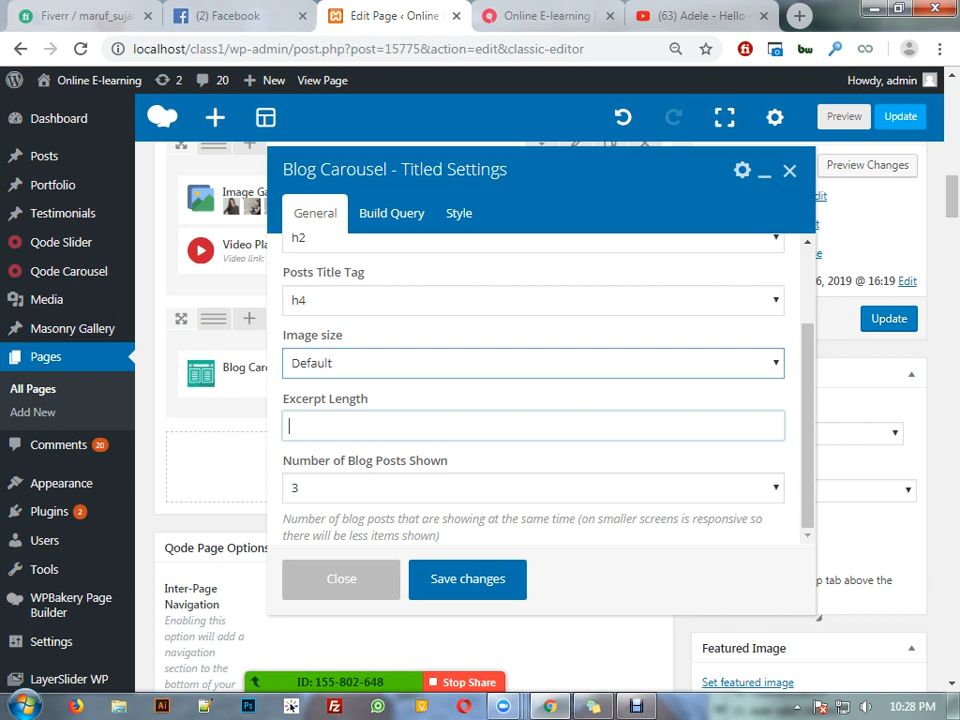 fi Fiverr / maruf_suja
(2) Facebook
Edit Page ‹ Online
Online E-learning
(63) Adele - Hello
localhost/class1/wp-admin/post.php?post=15775&action=edit&classic-editor
bw
Online E-learning 2 20 New View Page
Howdy, admin
Dashboard
Posts
Portfolio
Testimonials
Qode Slider
Qode Carousel
Media
Masonry Gallery
Pages
All Pages
Add New
Comments 20
Appearance
Plugins 2
Users
Tools
WPBakery Page
Builder
Settings
LayerSlider WP
Preview
Update
Image Ga
Video Pla
Video link:
Blog Car
Blog Carousel - Titled Settings
General
Build Query
Style
h2
Posts Title Tag
h4
Image size
Default
Excerpt Length
Number of Blog Posts Shown
3
Number of blog posts that are showing at the same time (on smaller screens is responsive so
there will be less items shown)
Close
Save changes
Preview Changes
6, 2019 @ 16:19 Edit
Update
p tab above the
Featured Image
Set featured image
Qode Page Options
Inter-Page
Navigation
Enabling this
option will add a
navigation
section to the
bottom of your
ID: 155-802-648
Stop Share
Ai
Ps
10:28 PM